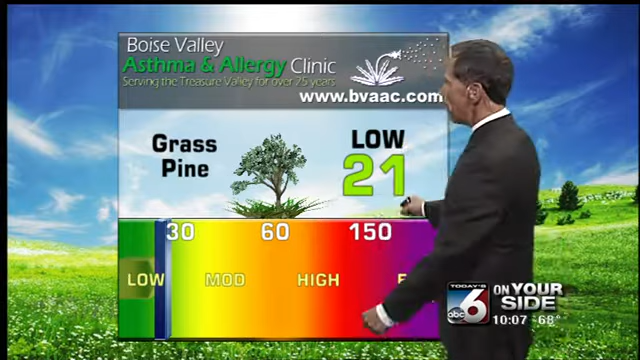 Boise Valley
Asthma & Allergy Clinic
Serving the Treasure Valley for over 25 years
www.bvaac.com
Grass
Pine
LOW
21
30 60 150
LOW MOD HIGH
TODAY'S
abc 6
ON YOUR
SIDE
10:07 68°